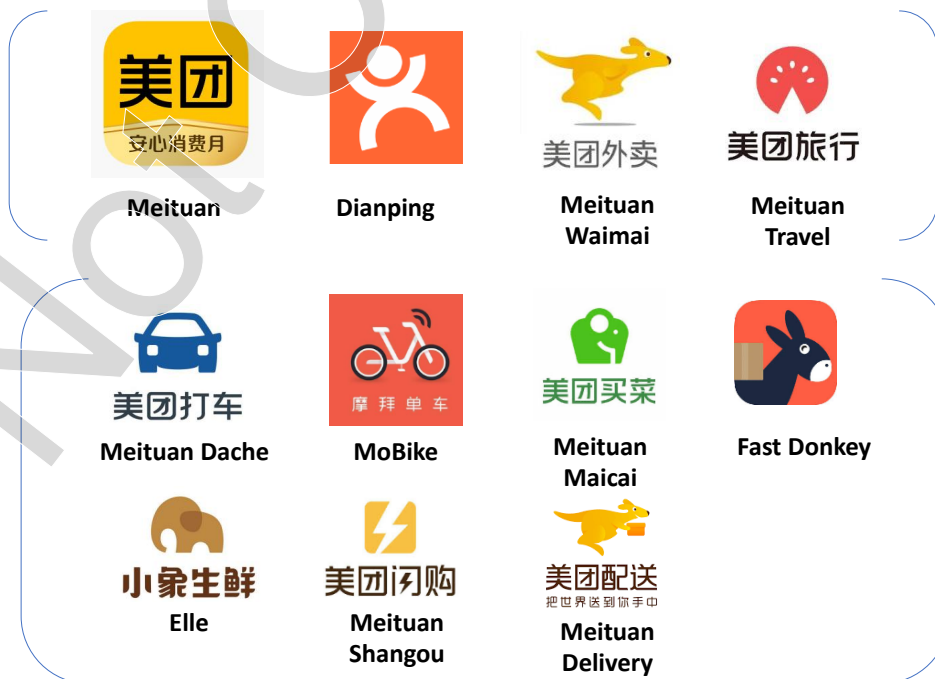 美团
安心消费月
美团外卖
美团旅行
Meituan
Dianping
Meituan
Waimai
Meituan
Travel
美团打车
摩拜单车
美团买菜
Meituan Dache
MoBike
Meituan
Maicai
Fast Donkey
小象生鲜
美团闪购
美团配送
把世界送到你手中
Elle
Meituan
Shangou
Meituan
Delivery
Not